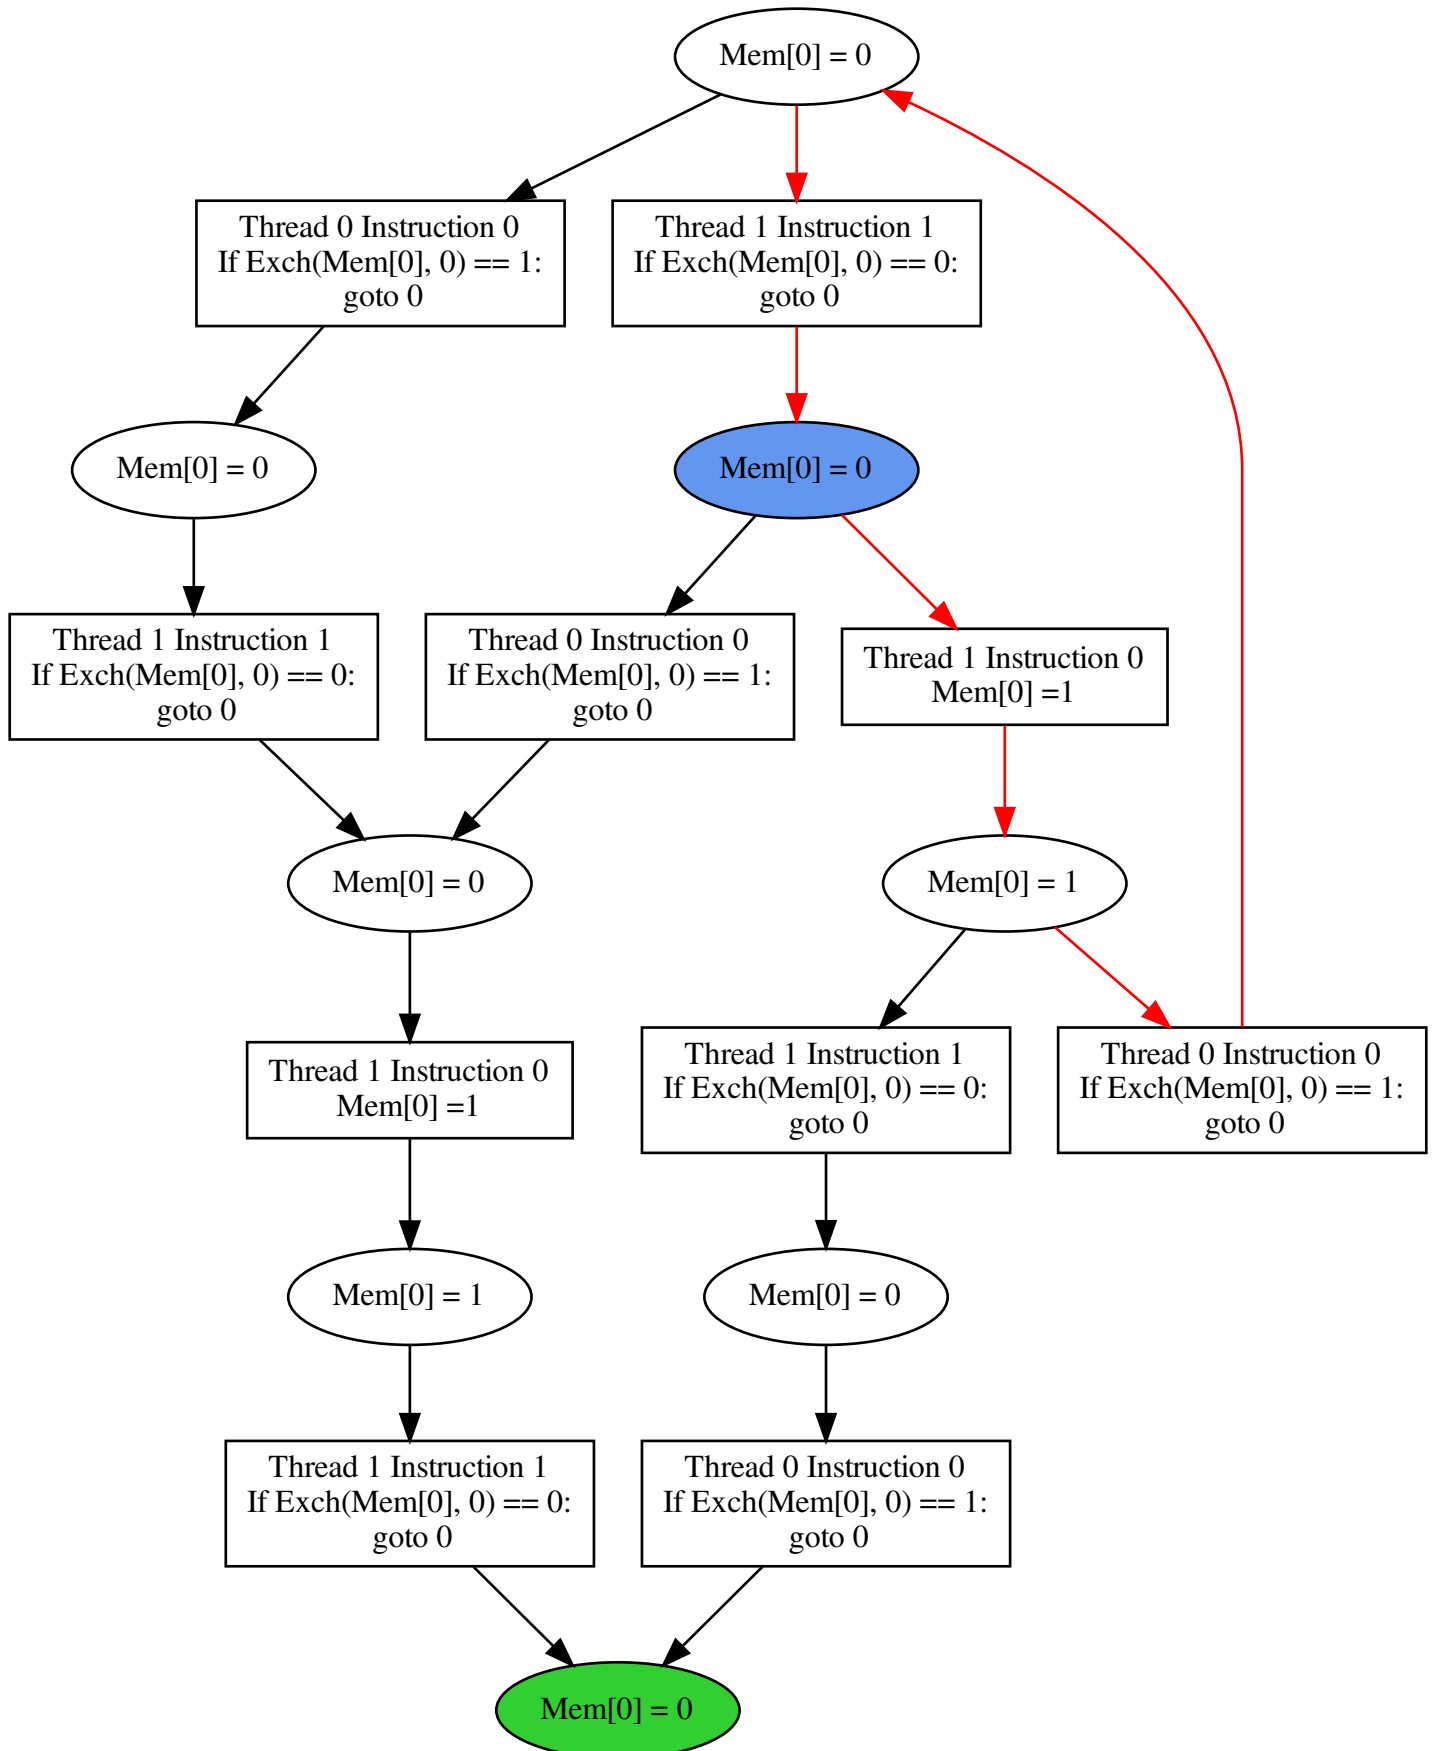 Mem[0] = 0
Thread 0 Instruction 0
If Exch(Mem[0], 0) == 1:
goto 0
Thread 1 Instruction 1
If Exch(Mem[0], 0) == 0:
goto 0
Mem[0] = 0
Mem[0] = 0
Thread 1 Instruction 1
If Exch(Mem[0], 0) == 0:
goto 0
Thread 0 Instruction 0
If Exch(Mem[0], 0) == 1:
goto 0
Thread 1 Instruction 0
Mem[0] =1
Mem[0] = 0
Mem[0] = 1
Thread 1 Instruction 0
Mem[0] =1
Thread 1 Instruction 1
If Exch(Mem[0], 0) == 0:
goto 0
Thread 0 Instruction 0
If Exch(Mem[0], 0) == 1:
goto 0
Mem[0] = 1
Mem[0] = 0
Thread 1 Instruction 1
If Exch(Mem[0], 0) == 0:
goto 0
Thread 0 Instruction 0
If Exch(Mem[0], 0) == 1:
goto 0
Mem[0] = 0